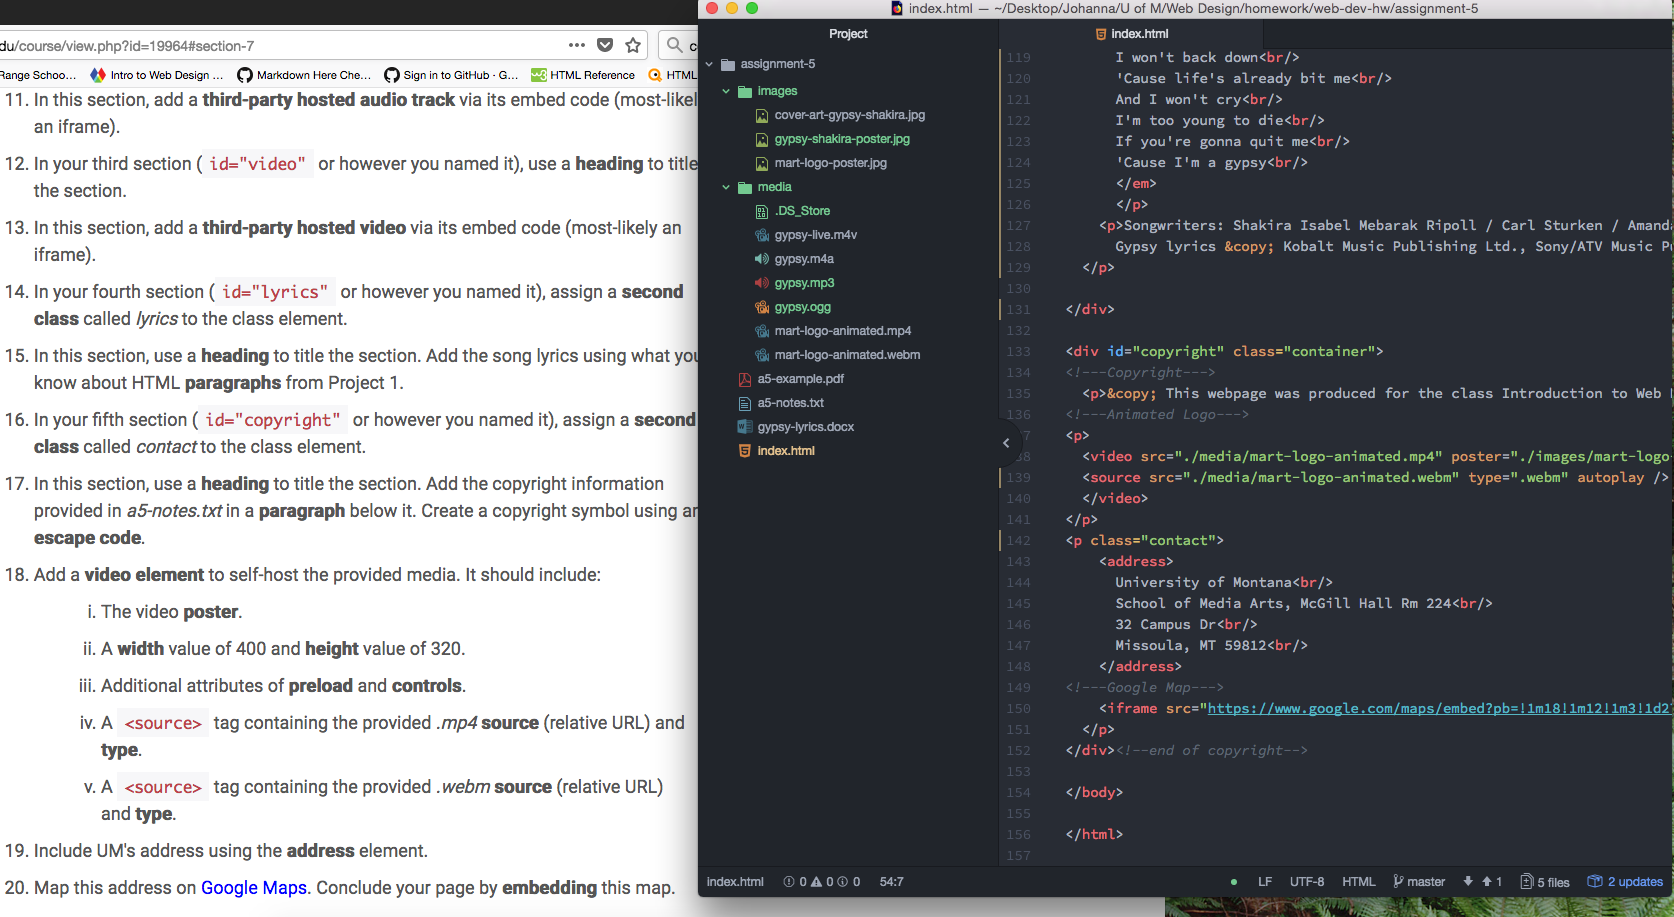 du/course/view.php?id=19964#section-7
Range Schoo... Intro to Web Design ... Markdown Here Che... Sign in to GitHub · G... HTML Reference HTML
11. In this section, add a third-party hosted audio track via its embed code (most-likel
an iframe).
12. In your third section ( id="video" or however you named it), use a heading to title
the section.
13. In this section, add a third-party hosted video via its embed code (most-likely an
iframe).
14. In your fourth section ( id="lyrics" or however you named it), assign a second
class called lyrics to the class element.
15. In this section, use a heading to title the section. Add the song lyrics using what you
know about HTML paragraphs from Project 1.
16. In your fifth section ( id="copyright" or however you named it), assign a second
class called contact to the class element.
17. In this section, use a heading to title the section. Add the copyright information
provided in a5-notes.txt in a paragraph below it. Create a copyright symbol using an
escape code.
18. Add a video element to self-host the provided media. It should include:
i. The video poster.
ii. A width value of 400 and height value of 320.
iii. Additional attributes of preload and controls.
iv. A <source> tag containing the provided .mp4 source (relative URL) and
type.
v. A <source> tag containing the provided .webm source (relative URL)
and type.
19. Include UM's address using the address element.
20. Map this address on Google Maps. Conclude your page by embedding this map.
index.html — ~/Desktop/Johanna/U of M/Web Design/homework/web-dev-hw/assignment-5
Project
assignment-5
images
cover-art-gypsy-shakira.jpg
gypsy-shakira-poster.jpg
mart-logo-poster.jpg
media
.DS_Store
gypsy-live.m4v
gypsy.m4a
gypsy.mp3
gypsy.ogg
mart-logo-animated.mp4
mart-logo-animated.webm
a5-example.pdf
a5-notes.txt
gypsy-lyrics.docx
index.html
index.html
119 I won't back down<br/>
120 'Cause life's already bit me<br/>
121 And I won't cry<br/>
122 I'm too young to die<br/>
123 If you're gonna quit me<br/>
124 'Cause I'm a gypsy<br/>
125 </em>
126 </p>
127 <p>Songwriters: Shakira Isabel Mebarak Ripoll / Carl Sturken / Amand
128 Gypsy lyrics &copy; Kobalt Music Publishing Ltd., Sony/ATV Music Pu
129 </p>
130
131 </div>
132
133 <div id="copyright" class="container">
134 <!---Copyright--->
135 <p>&copy; This webpage was produced for the class Introduction to Web
136 <!---Animated Logo--->
7 <p>
38 <video src="./media/mart-logo-animated.mp4" poster="./images/mart-logo-
139 <source src="./media/mart-logo-animated.webm" type=".webm" autoplay />
140 </video>
141 </p>
142 <p class="contact">
143 <address>
144 University of Montana<br/>
145 School of Media Arts, McGill Hall Rm 224<br/>
146 32 Campus Dr<br/>
147 Missoula, MT 59812<br/>
148 </address>
149 <!---Google Map--->
150 <iframe src="https://www.google.com/maps/embed?pb=!1m18!1m12!1m3!1d2
151 </p>
152 </div><!--end of copyright-->
153
154 </body>
155
156 </html>
157
index.html 0 0 0 54:7 LF UTF-8 HTML master 1 5 files 2 updates